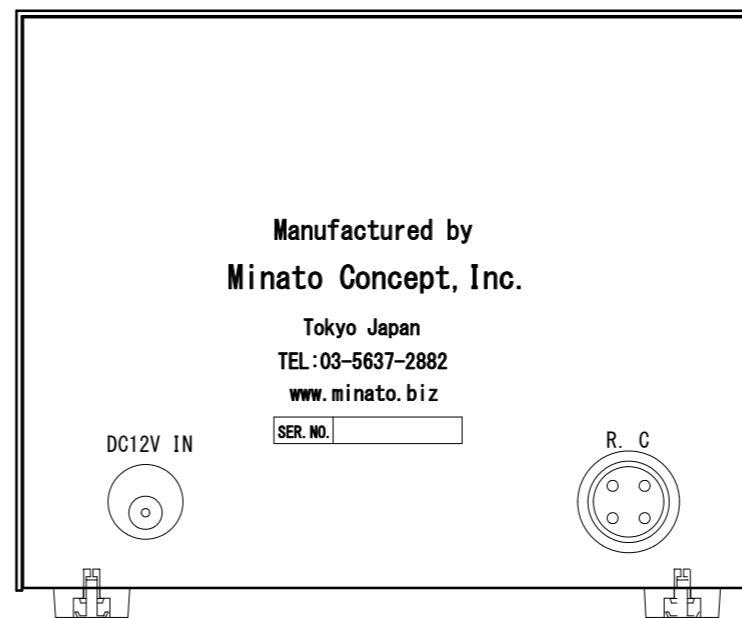 Manufactured by
Minato Concept, Inc.
Tokyo Japan
TEL:03-5637-2882
www.minato.biz
SER. NO.
DC12V IN
R. C